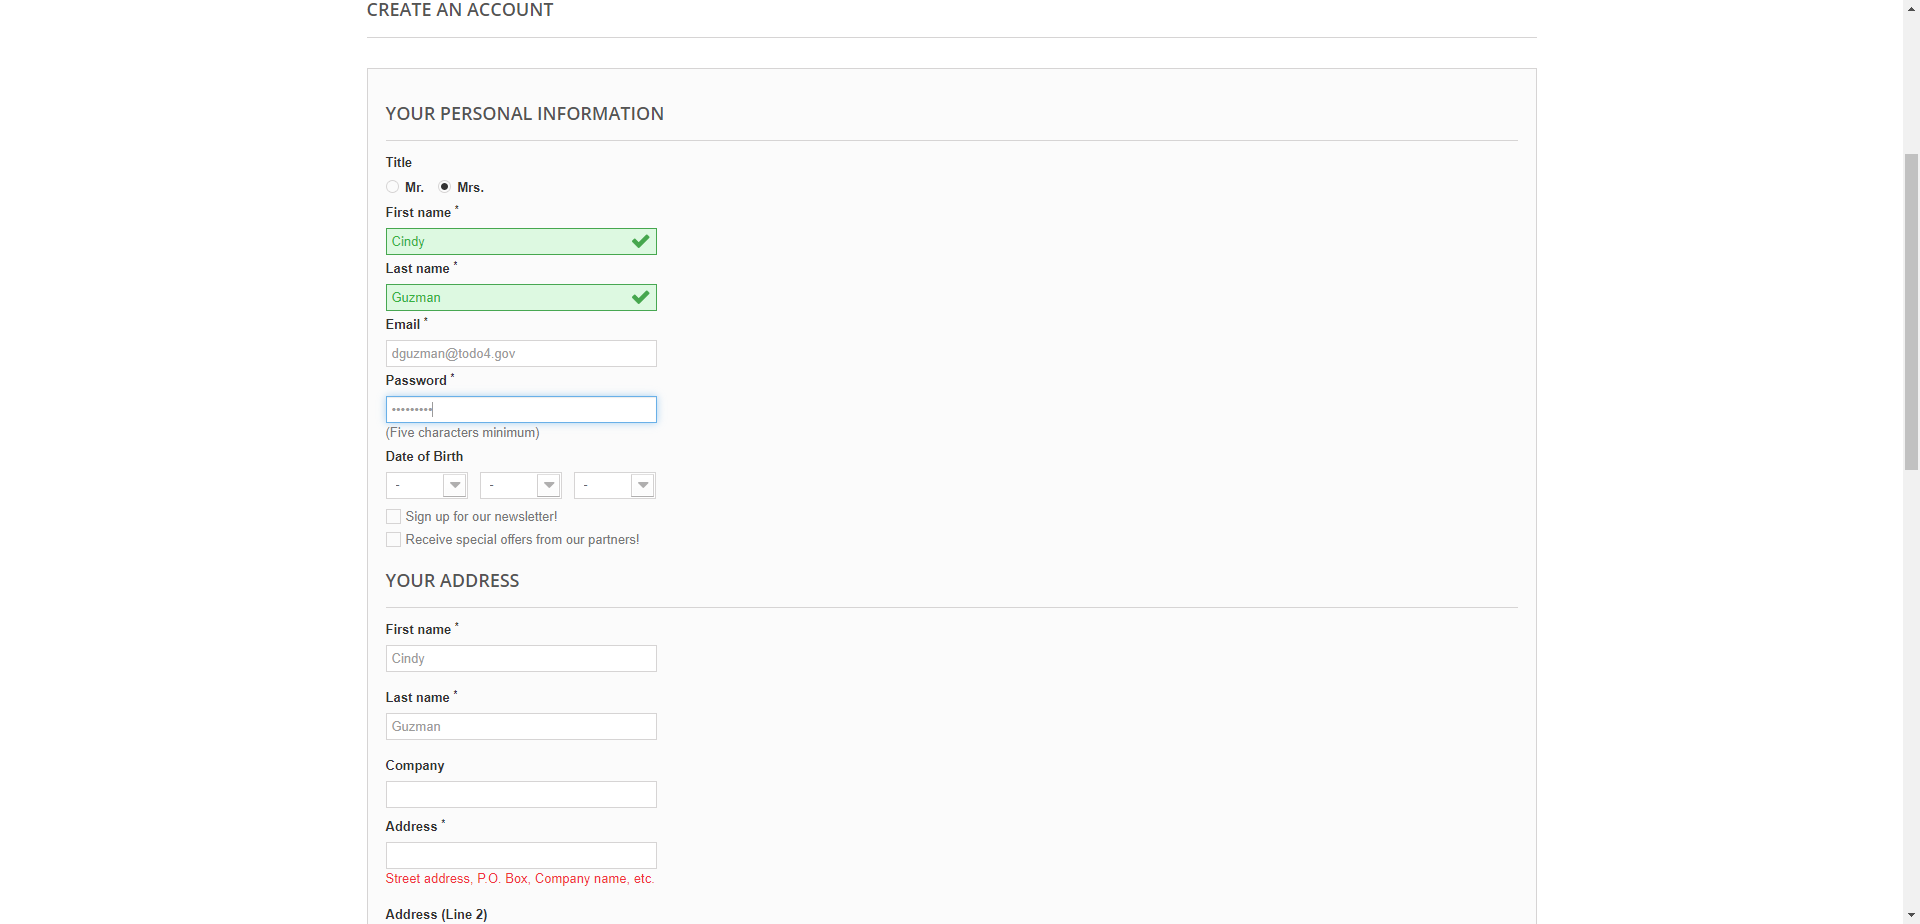 CREATE AN ACCOUNT
YOUR PERSONAL INFORMATION
Title
Mr. Mrs.
First name *
Cindy
Last name *
Guzman
Email *
dguzman@todo4.gov
Password *
•••••••••
(Five characters minimum)
Date of Birth
- - -
Sign up for our newsletter!
Receive special offers from our partners!
YOUR ADDRESS
First name *
Cindy
Last name *
Guzman
Company
Address *
Street address, P.O. Box, Company name, etc.
Address (Line 2)